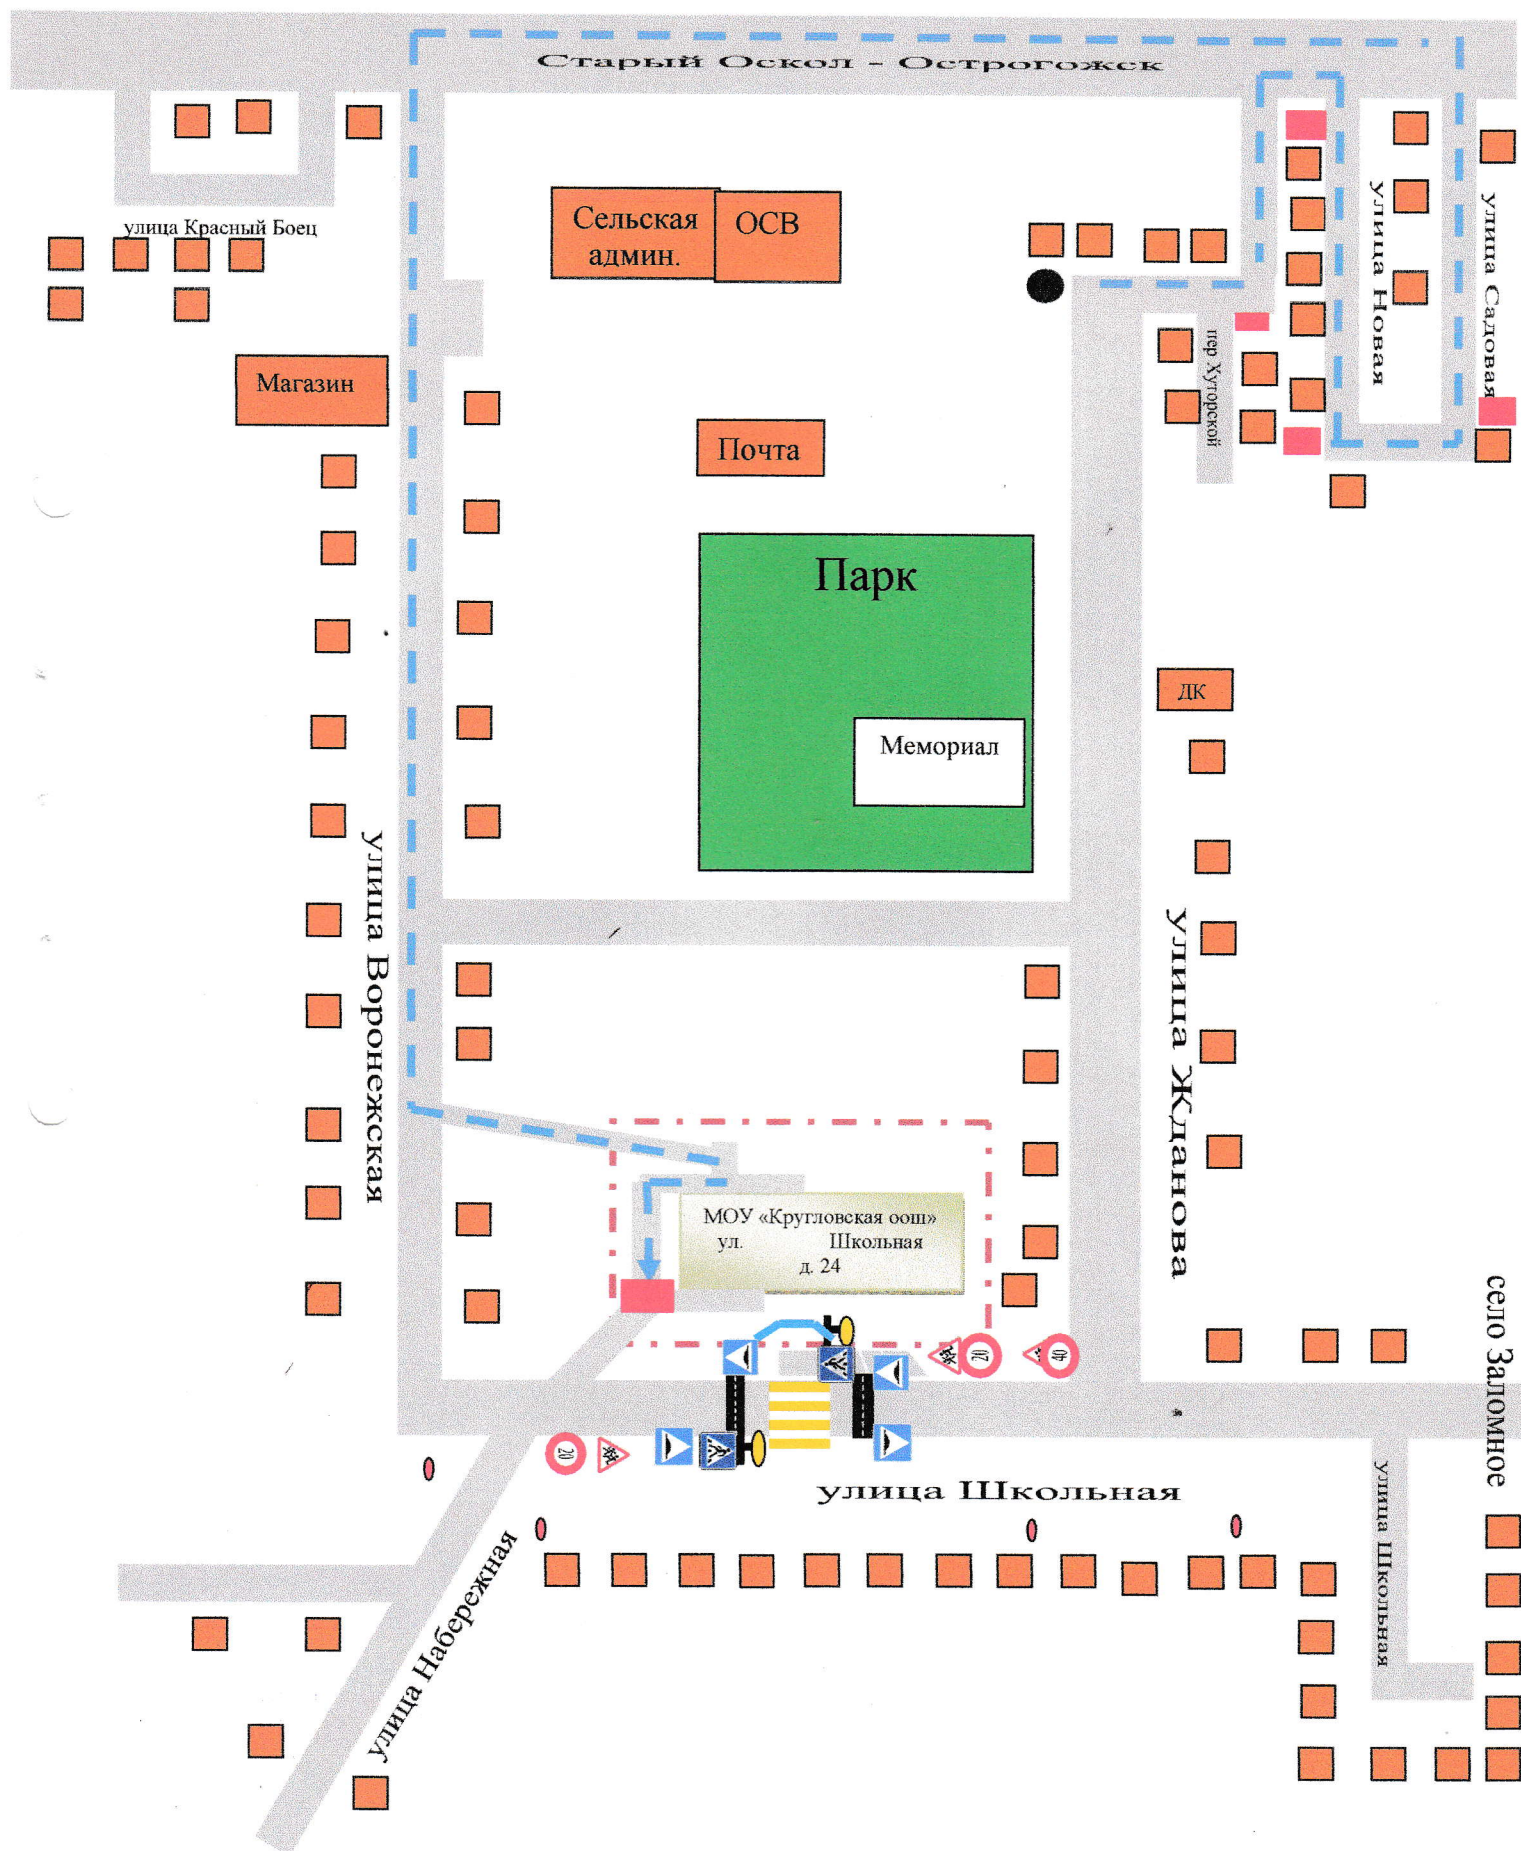 Старый Оскол - Острогожск
улица Красный Боец
Сельская
админ.
ОСВ
улица Новая
улица Садовая
пер Хуторской
Магазин
Почта
Парк
Мемориал
ДК
улица Воронежская
улица Жданова
МОУ «Кругловская оош»
ул. Школьная
д. 24
20
40
село Заломное
20
улица Школьная
улица Школьная
улица Набережная